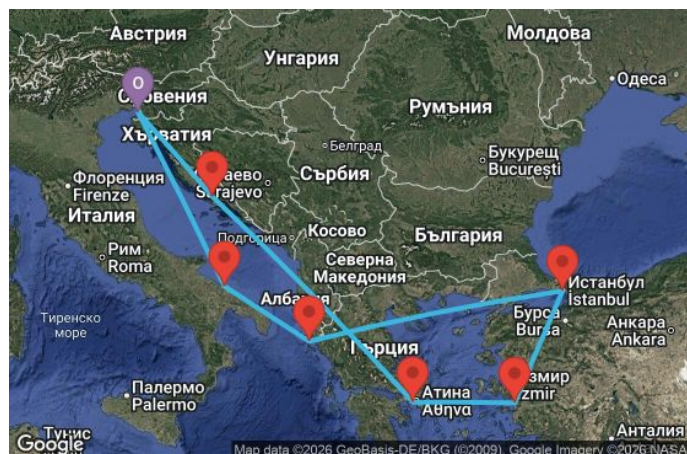 Австрия
Молдова
Унгария
Одеса
О
Словения
Румъния
Хърватия
Белград
Букурещ
București
Флоренция
Firenze
Сараево
Sarajevo
Сърбия
Италия
Рим
Roma
Подгорица
Косово
България
Северна
Македония
Албания
Истанбул
İstanbul
Бурса
Bursa
Тиренско
море
Анкара
Ankara
Гърция
Палермо
Palermo
Атина
Αθήνα
Измир
İzmir
Тунис
Анталия
Google
Map data ©2026 GeoBasis-DE/BKG (©2009), Google Imagery ©2026 NASA